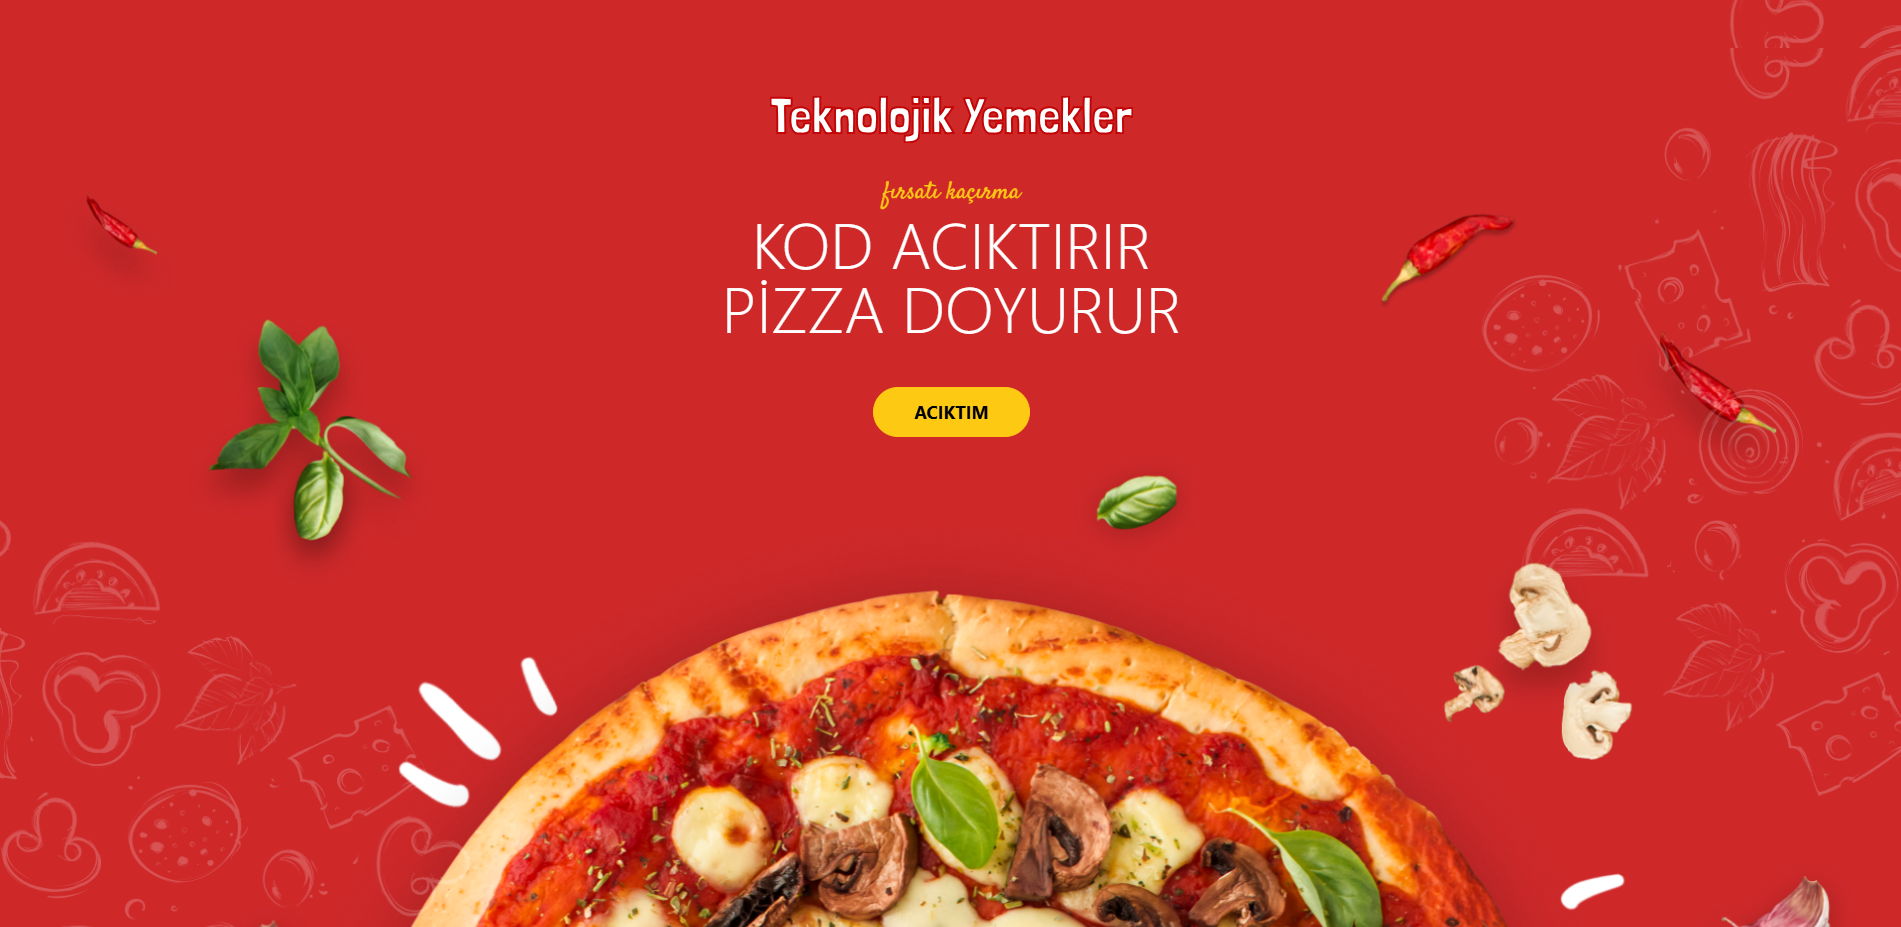 Teknolojik Yemekler
fırsatı kaçırma
KOD ACIKTIRIR
PİZZA DOYURUR
ACIKTIM